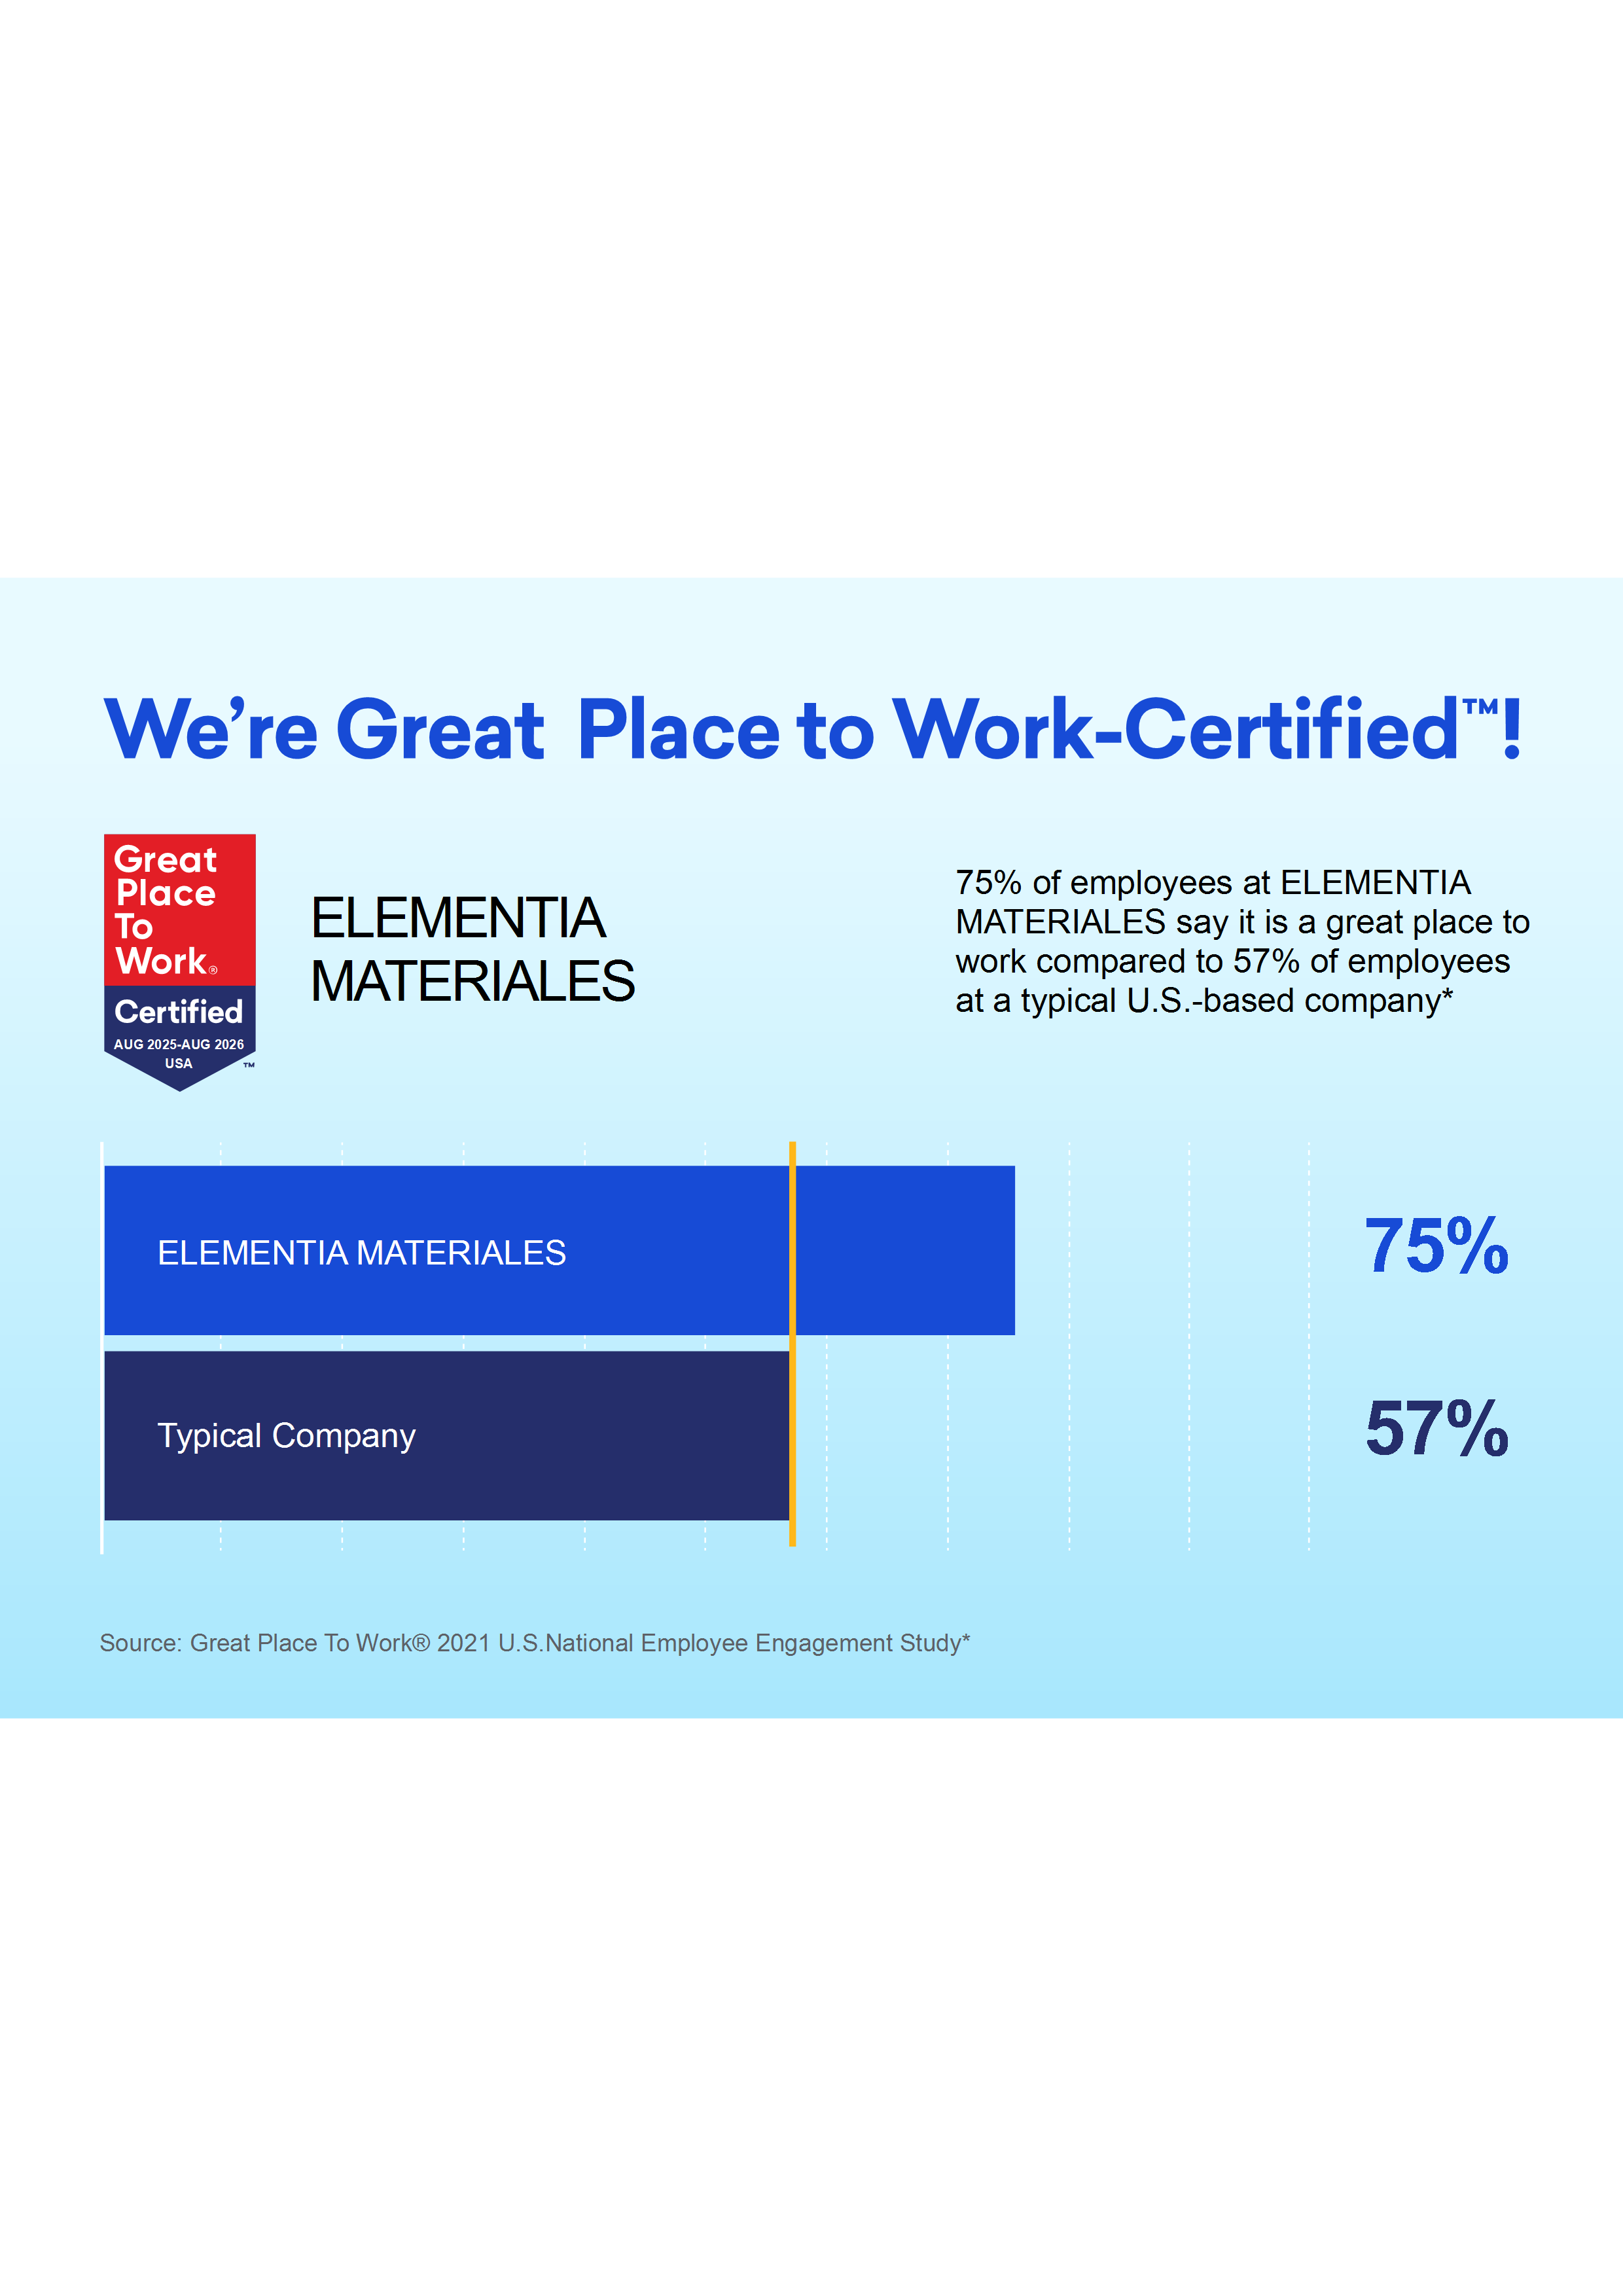 We’re Great Place to Work-Certified™!
Great
Place
To
Work®
Certified
AUG 2025-AUG 2026
USA
™
ELEMENTIA
MATERIALES
75% of employees at ELEMENTIA
MATERIALES say it is a great place to
work compared to 57% of employees
at a typical U.S.-based company*
ELEMENTIA MATERIALES
75%
Typical Company
57%
Source: Great Place To Work® 2021 U.S.National Employee Engagement Study*